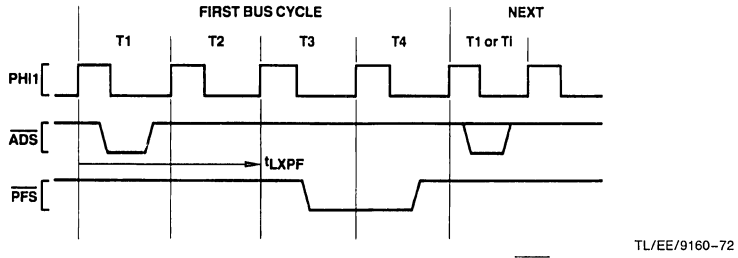 FIRST BUS CYCLE NEXT
T1 T2 T3 T4 T1 or Ti
PHI1
ADS
tLXPF
PFS
TL/EE/9160–72